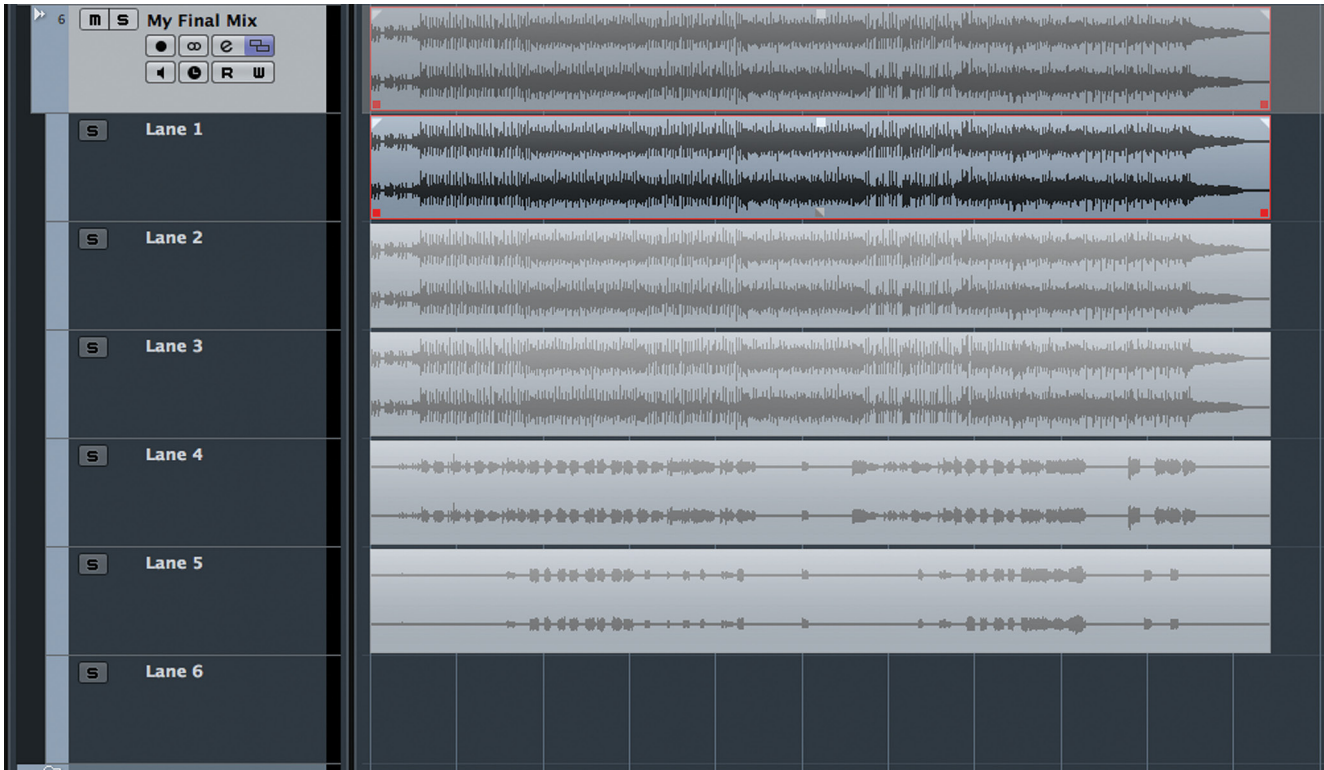 6 m S My Final Mix
e
R W
S Lane 1
S Lane 2
S Lane 3
S Lane 4
S Lane 5
S Lane 6